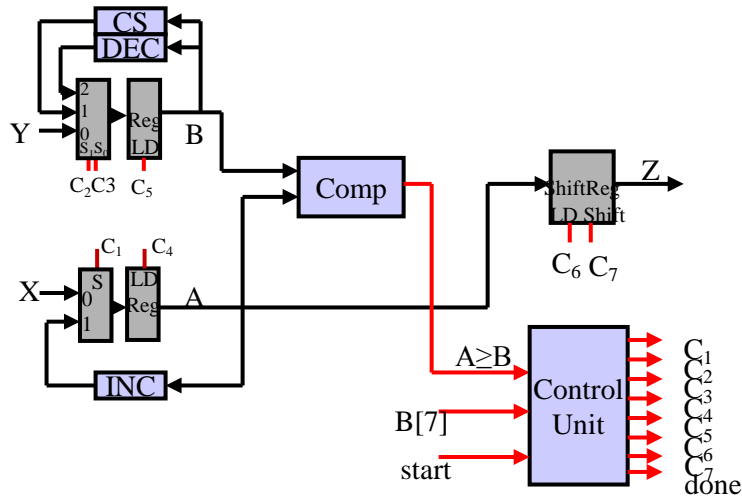 CS
DEC
2
1
0
S₁S₀
Y
Reg
LD
B
C₂C3
C₅
Comp
ShiftReg
LD Shift
Z
C₆ C₇
C₁
C₄
X
S
0
1
LD
Reg
A
INC
A≥B
B[7]
start
Control
Unit
C₁
C₂
C₃
C₄
C₅
C₆
C₇
done